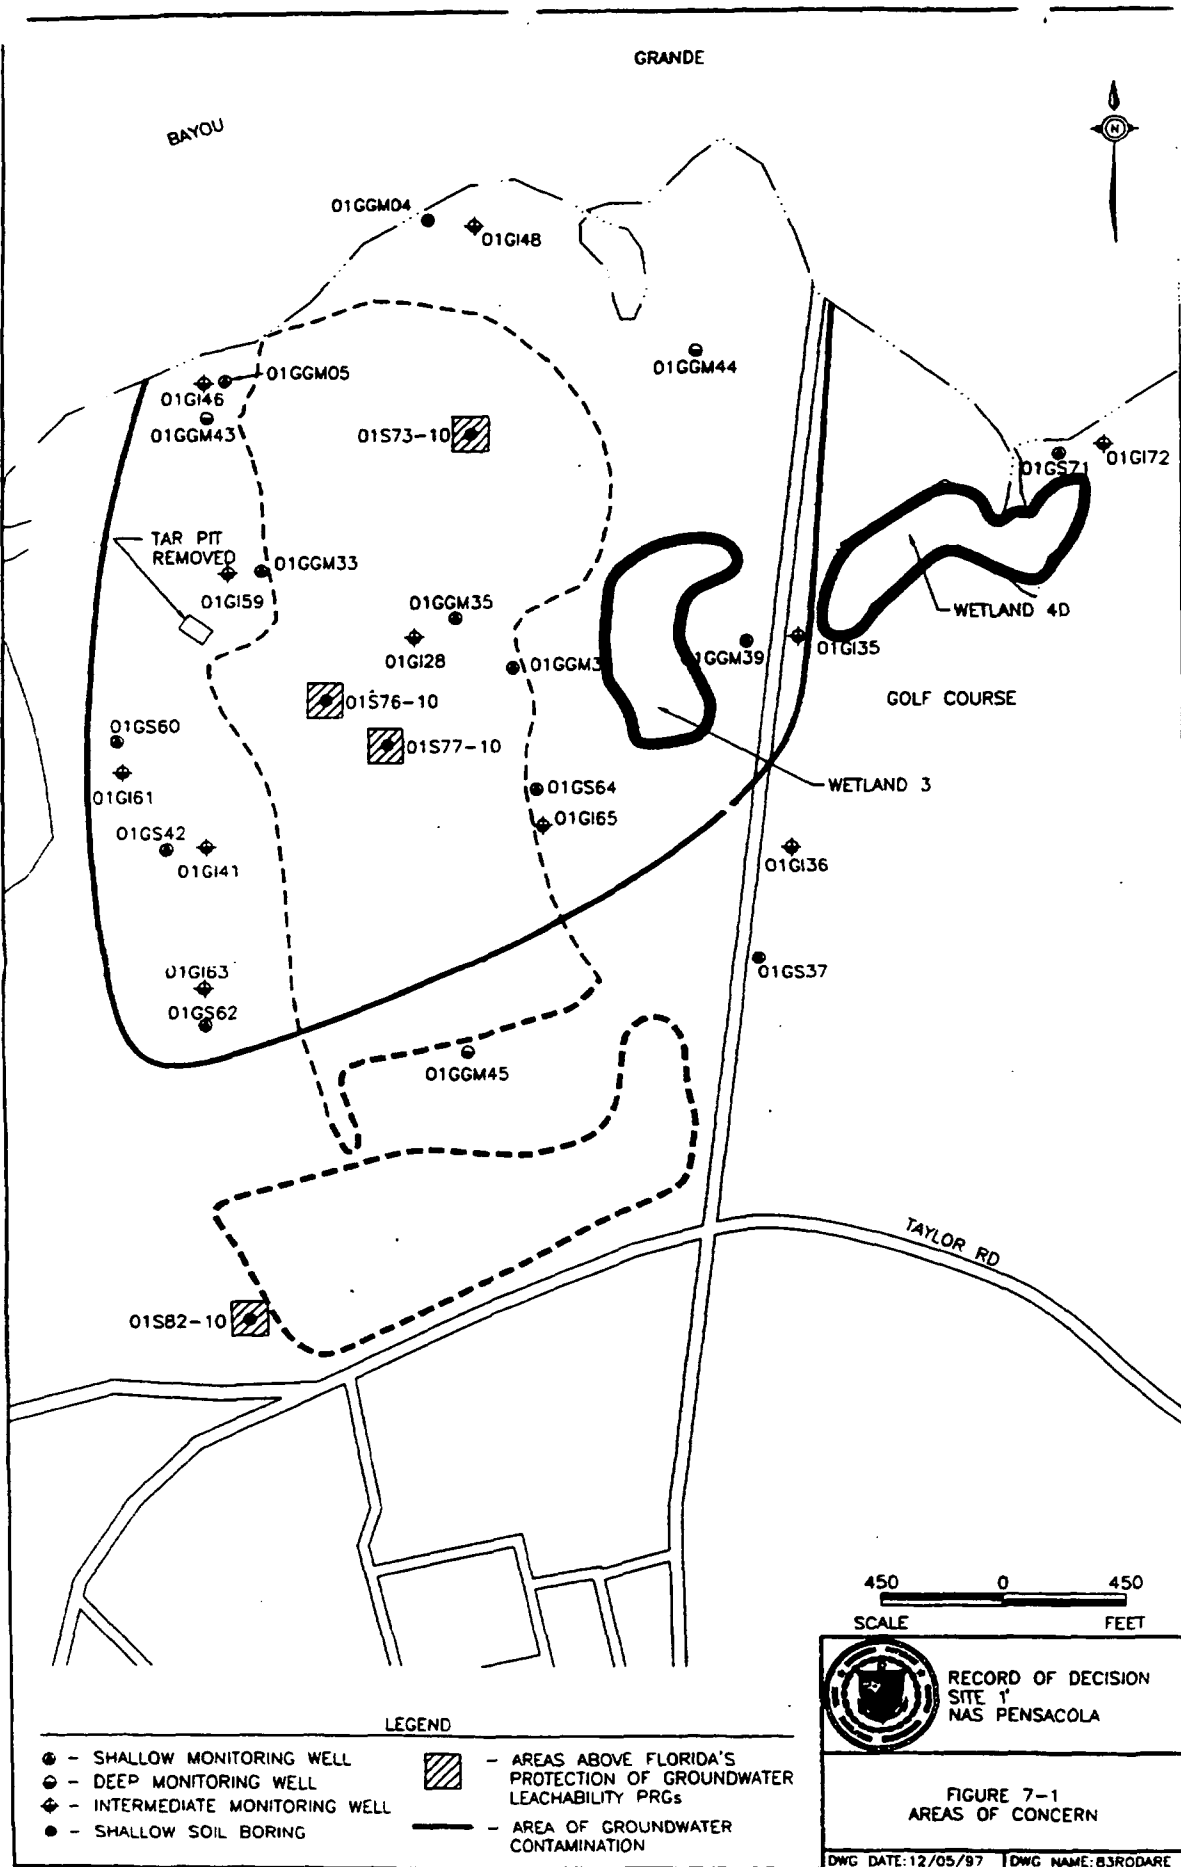 GRANDE
BAYOU
N
01GGM04
01GI48
01GGM44
01GGM05
01GI46
01GGM43
01S73-10
01GI72
01GS71
TAR PIT
REMOVED
01GGM33
01GI59
01GGM35
01GI28
01GGM3
WETLAND 4D
01GGM39
01GI35
GOLF COURSE
01S76-10
01S77-10
01GS60
01GI61
01GS64
WETLAND 3
01GI65
01GS42
01GI41
01GI36
01GI63
01GS37
01GS62
01GGM45
TAYLOR RD
01S82-10
450 0 450
SCALE FEET
RECORD OF DECISION
SITE 1
NAS PENSACOLA
FIGURE 7-1
AREAS OF CONCERN
DWG DATE: 12/05/97 DWG NAME: 83RODARE
LEGEND
- SHALLOW MONITORING WELL
- DEEP MONITORING WELL
- INTERMEDIATE MONITORING WELL
- SHALLOW SOIL BORING
- AREAS ABOVE FLORIDA'S
PROTECTION OF GROUNDWATER
LEACHABILITY PRGs
- AREA OF GROUNDWATER
CONTAMINATION